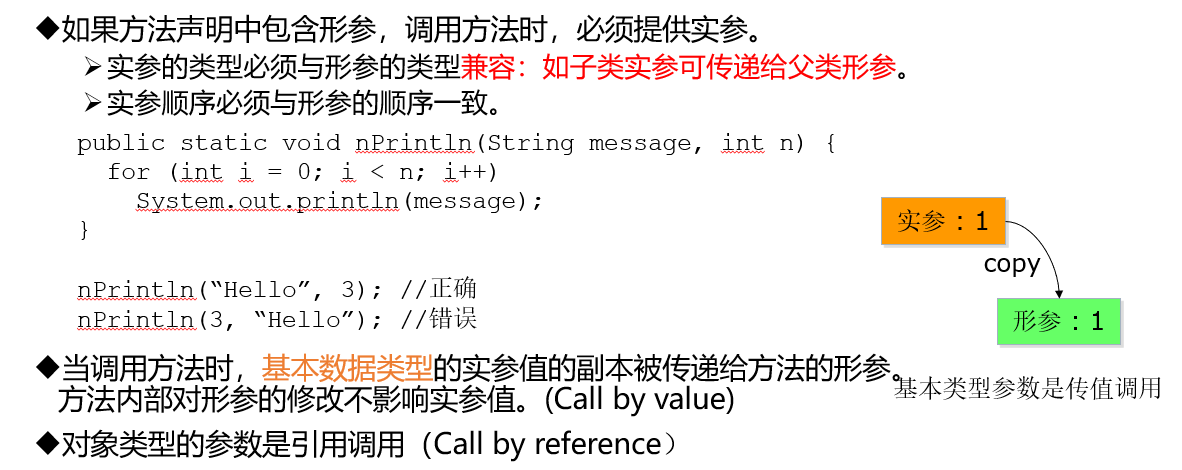 ◆如果方法声明中包含形参，调用方法时，必须提供实参。
➢实参的类型必须与形参的类型兼容：如子类实参可传递给父类形参。
➢实参顺序必须与形参的顺序一致。
public static void nPrintln(String message, int n) {
  for (int i = 0; i < n; i++)
    System.out.println(message);
}
实参：1
copy
形参：1
nPrintln(“Hello”, 3); //正确
nPrintln(3, “Hello”); //错误
◆当调用方法时，基本数据类型的实参值的副本被传递给方法的形参。
方法内部对形参的修改不影响实参值。(Call by value)
基本类型参数是传值调用
◆对象类型的参数是引用调用（Call by reference）